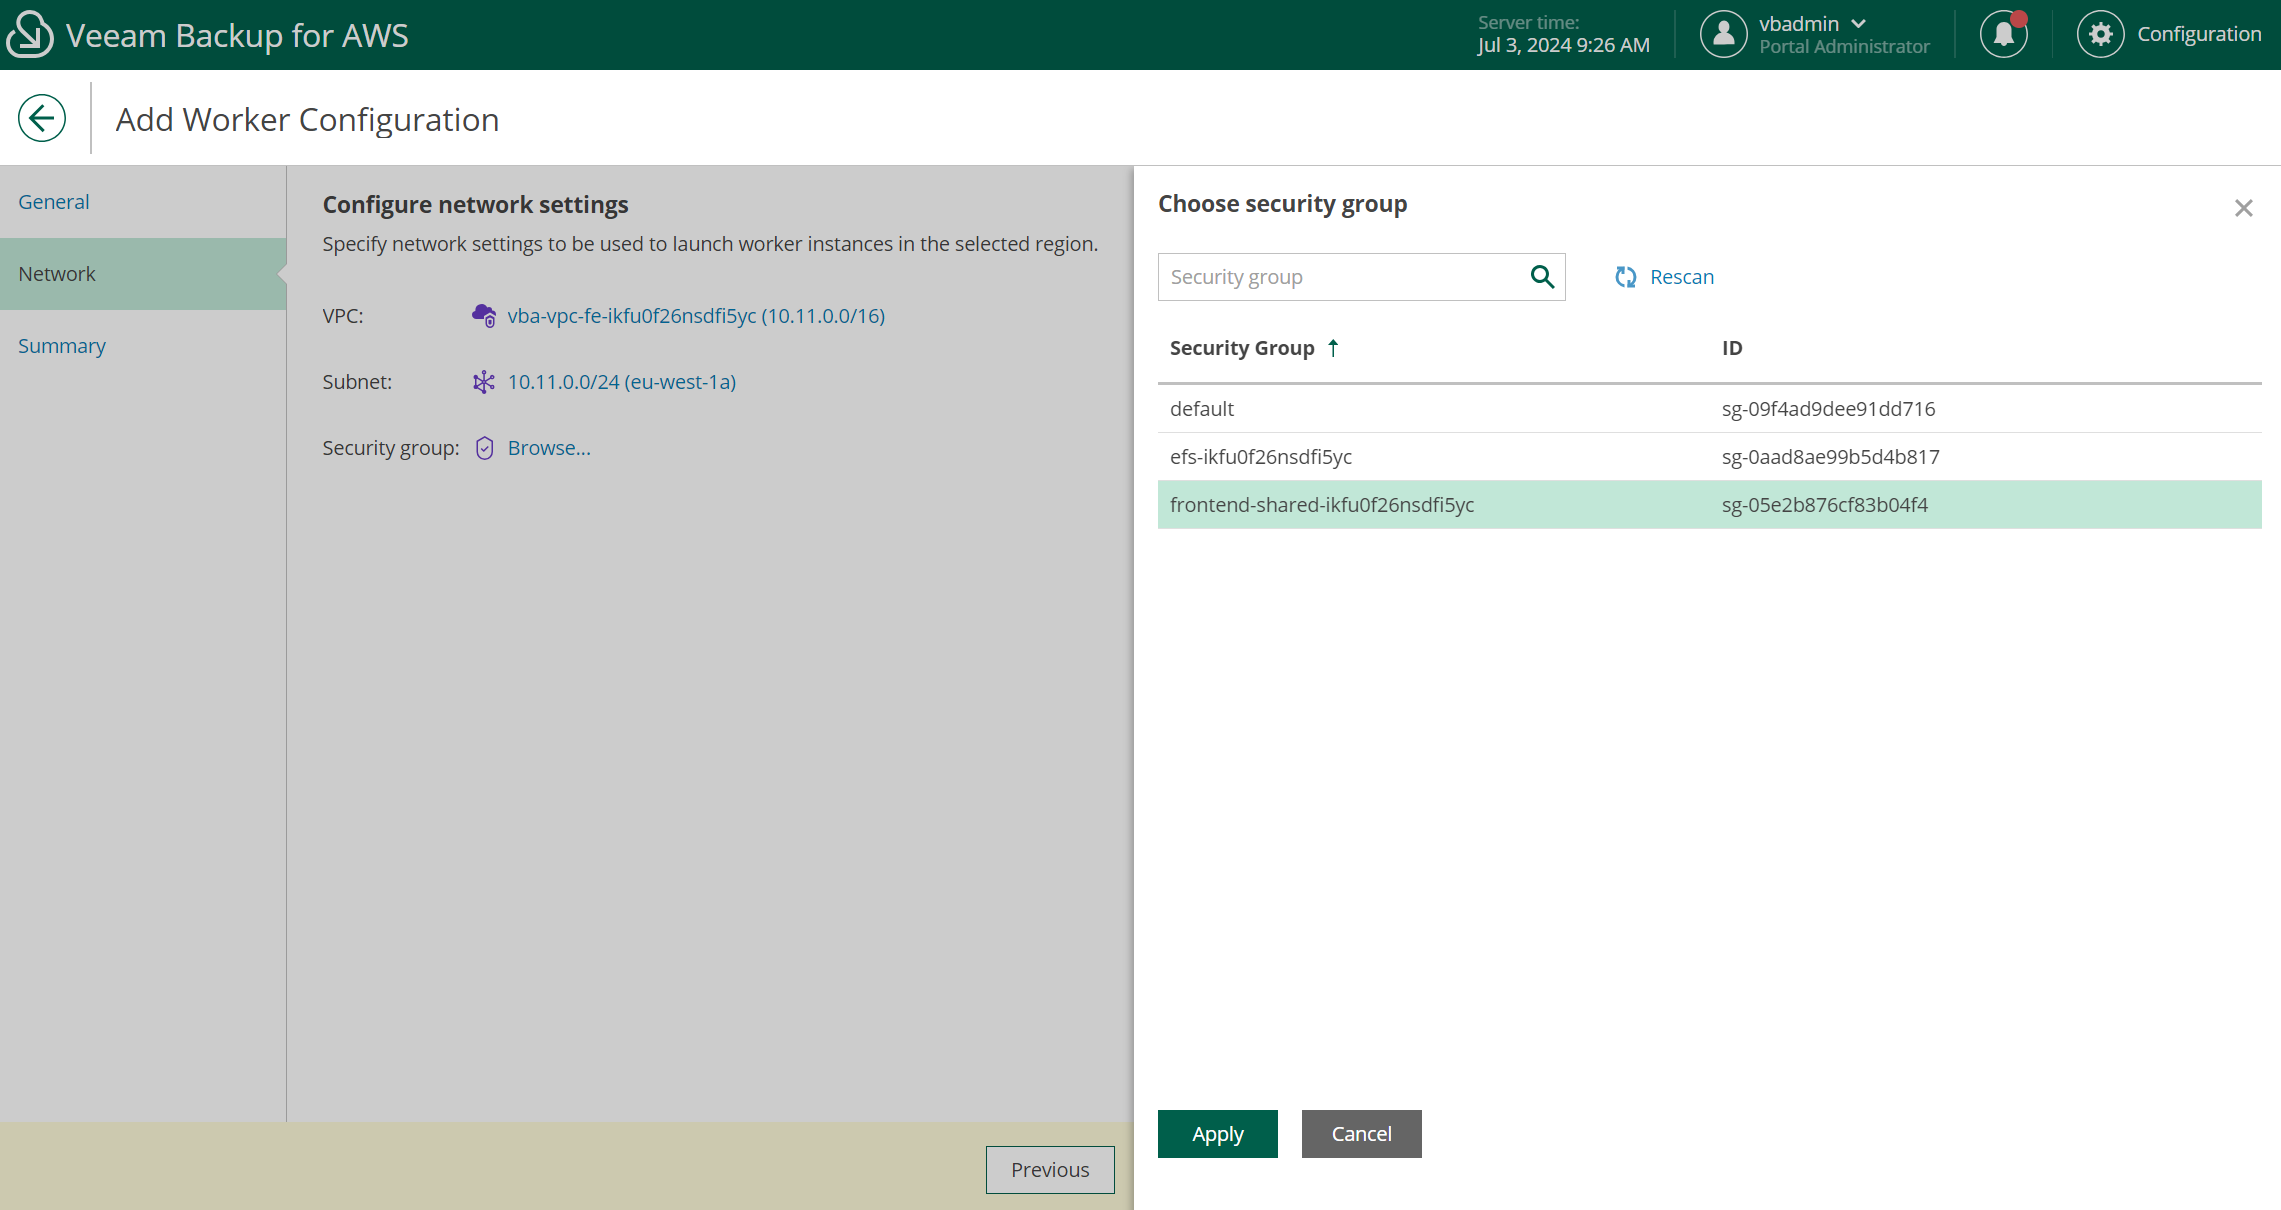 Veeam Backup for AWS
Server time:
Jul 3, 2024 9:26 AM
vbadmin
Portal Administrator
Configuration
Add Worker Configuration
General
Network
Summary
Configure network settings
Specify network settings to be used to launch worker instances in the selected region.
VPC: vba-vpc-fe-ikfu0f26nsdfi5yc (10.11.0.0/16)
Subnet: 10.11.0.0/24 (eu-west-1a)
Security group: Browse...
Previous
Choose security group
Security group
Rescan
Security Group ID
default sg-09f4ad9dee91dd716
efs-ikfu0f26nsdfi5yc sg-0aad8ae99b5d4b817
frontend-shared-ikfu0f26nsdfi5yc sg-05e2b876cf83b04f4
Apply Cancel